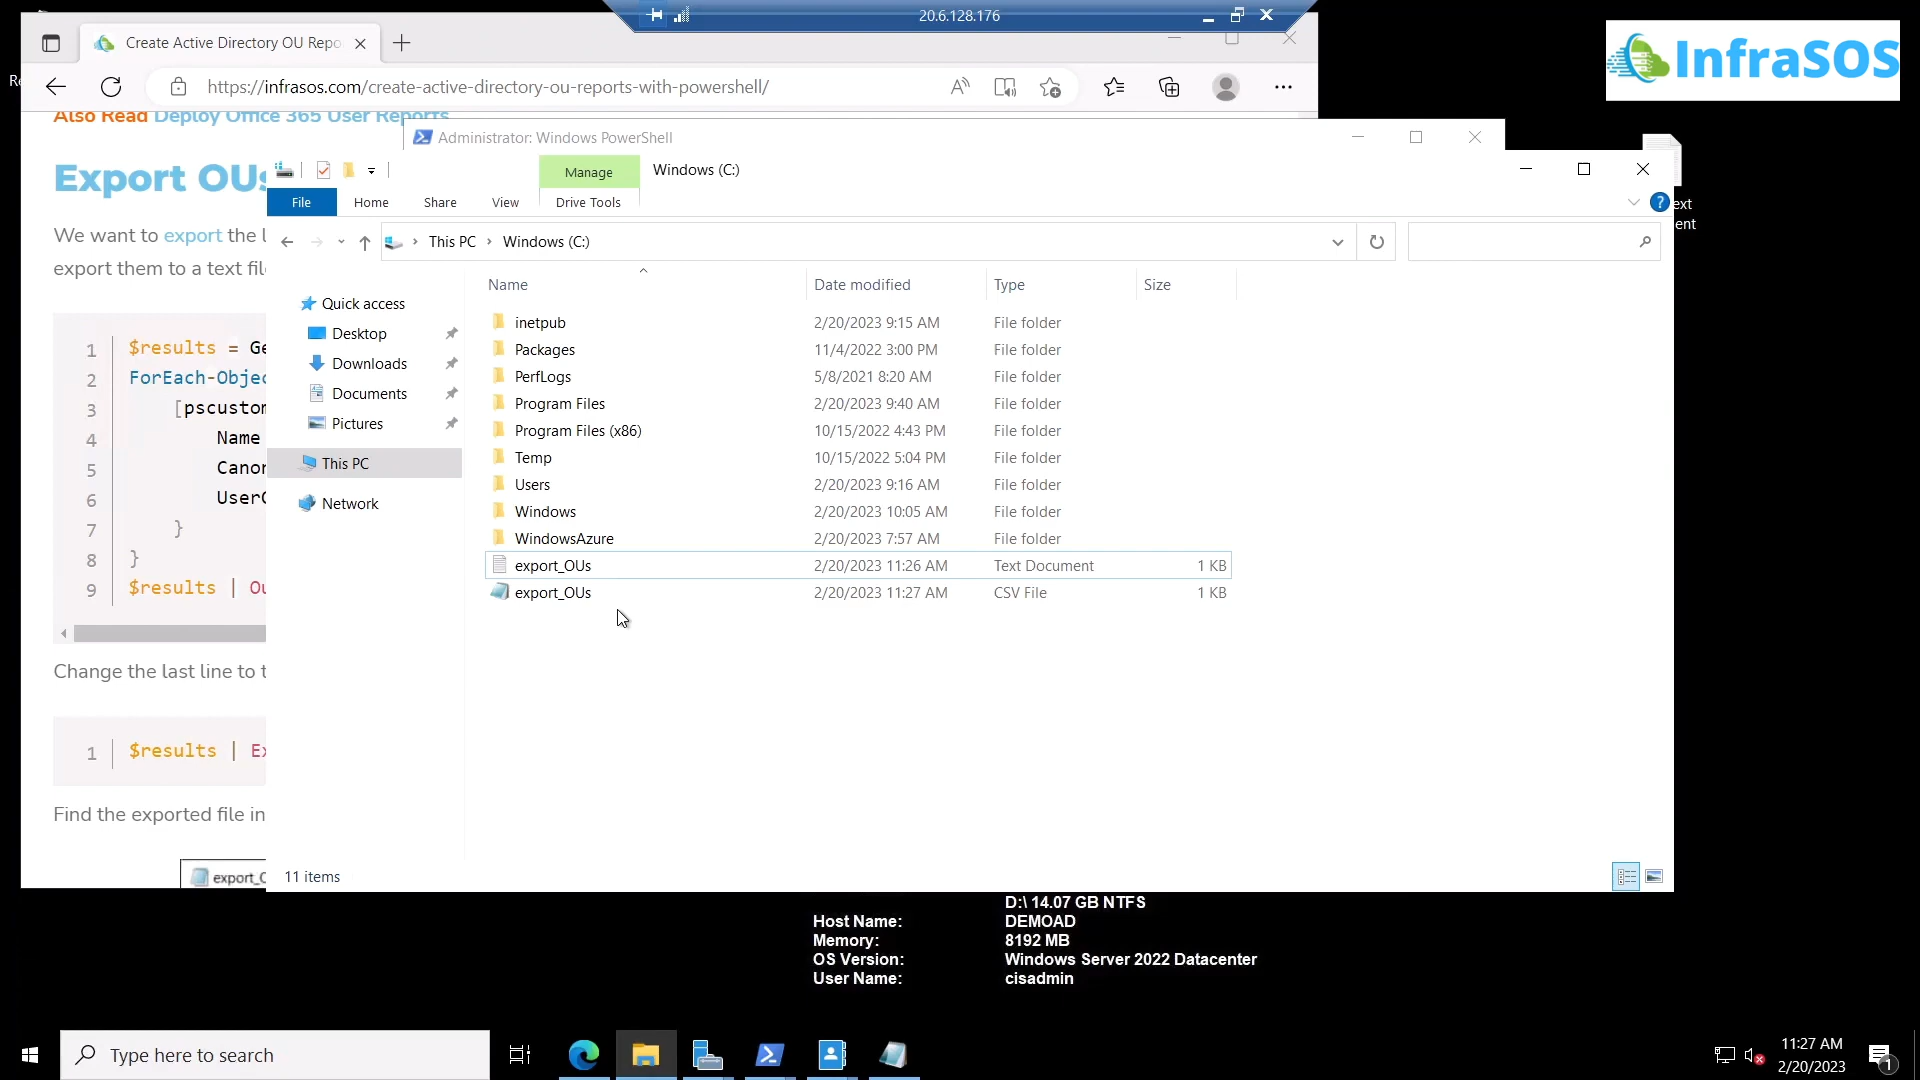 20.6.128.176
InfraSOS
Create Active Directory OU Repo
https://infrasos.com/create-active-directory-ou-reports-with-powershell/
Also Read Deploy Office 365 User Reports
Administrator: Windows PowerShell
Export OUs
Manage
Windows (C:)
File
Home
Share
View
Drive Tools
?
ext
ent
We want to export the l
export them to a text fil
This PC
Windows (C:)
Name
Date modified
Type
Size
Quick access
Desktop
Downloads
Documents
Pictures
This PC
Network
inetpub 2/20/2023 9:15 AM File folder
Packages 11/4/2022 3:00 PM File folder
PerfLogs 5/8/2021 8:20 AM File folder
Program Files 2/20/2023 9:40 AM File folder
Program Files (x86) 10/15/2022 4:43 PM File folder
Temp 10/15/2022 5:04 PM File folder
Users 2/20/2023 9:16 AM File folder
Windows 2/20/2023 10:05 AM File folder
WindowsAzure 2/20/2023 7:57 AM File folder
export_OUs 2/20/2023 11:26 AM Text Document 1 KB
export_OUs 2/20/2023 11:27 AM CSV File 1 KB
1 $results = Ge
2 ForEach-Objec
3 [pscustom
4 Name
5 Canon
6 UserC
7 }
8 }
9 $results | Ou
Change the last line to t
1 $results | Ex
Find the exported file in
export_O
11 items
D:\ 14.07 GB NTFS
Host Name: DEMOAD
Memory: 8192 MB
OS Version: Windows Server 2022 Datacenter
User Name: cisadmin
Type here to search
11:27 AM
2/20/2023
1